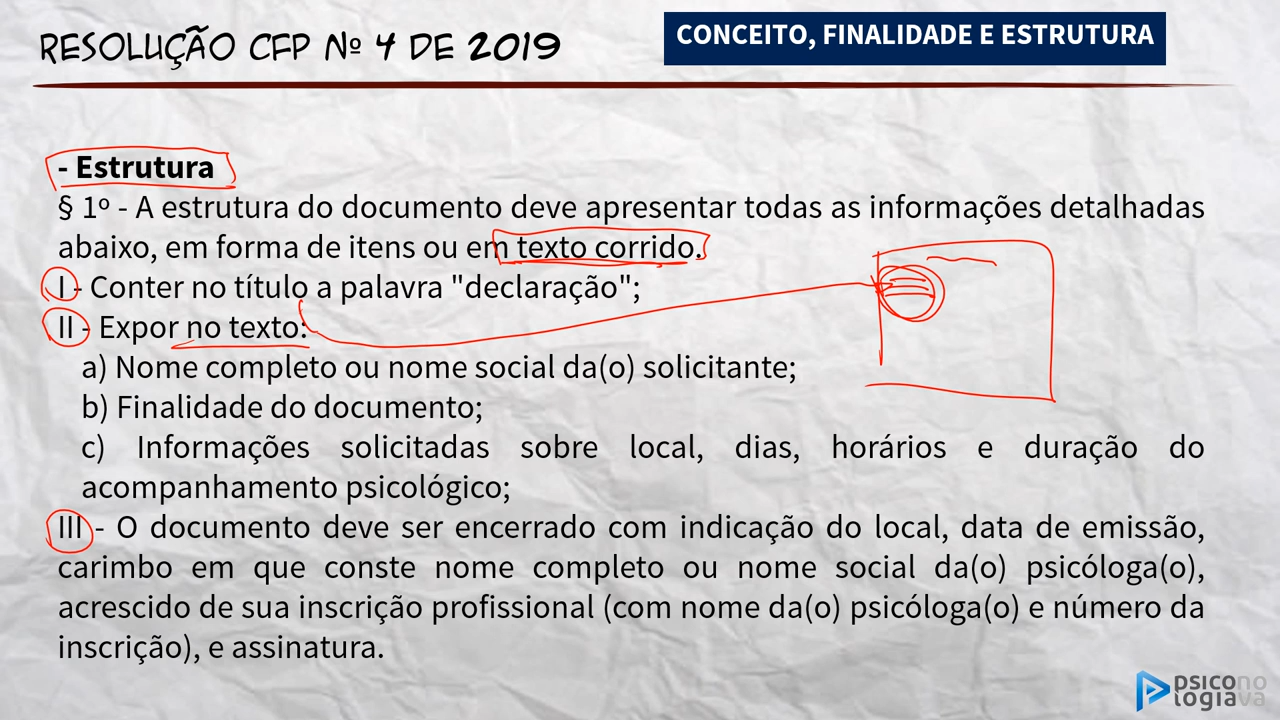 RESOLUÇÃO CFP Nº 4 DE 2019
CONCEITO, FINALIDADE E ESTRUTURA
- Estrutura
§ 1º - A estrutura do documento deve apresentar todas as informações detalhadas
abaixo, em forma de itens ou em texto corrido.
I - Conter no título a palavra "declaração";
II - Expor no texto:
a) Nome completo ou nome social da(o) solicitante;
b) Finalidade do documento;
c) Informações solicitadas sobre local, dias, horários e duração do
acompanhamento psicológico;
III - O documento deve ser encerrado com indicação do local, data de emissão,
carimbo em que conste nome completo ou nome social da(o) psicóloga(o),
acrescido de sua inscrição profissional (com nome da(o) psicóloga(o) e número da
inscrição), e assinatura.
psicono
logiava